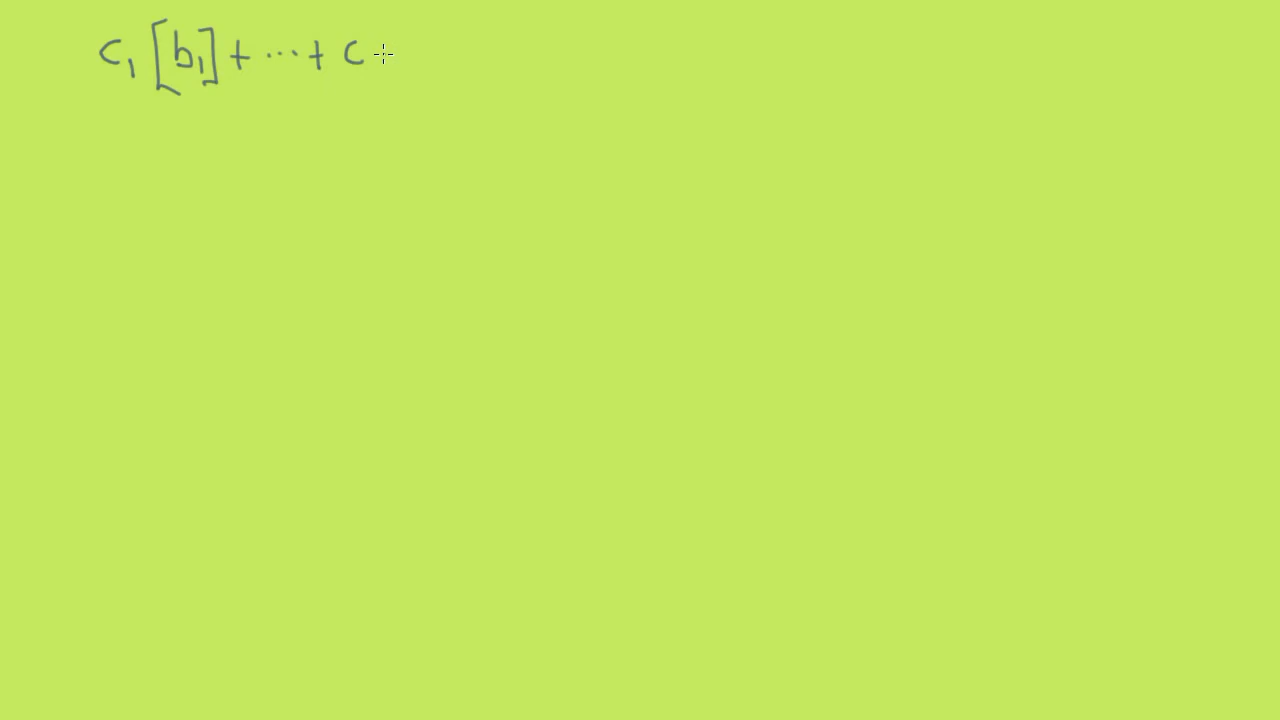 c₁ [b₁] + ⋯ + c